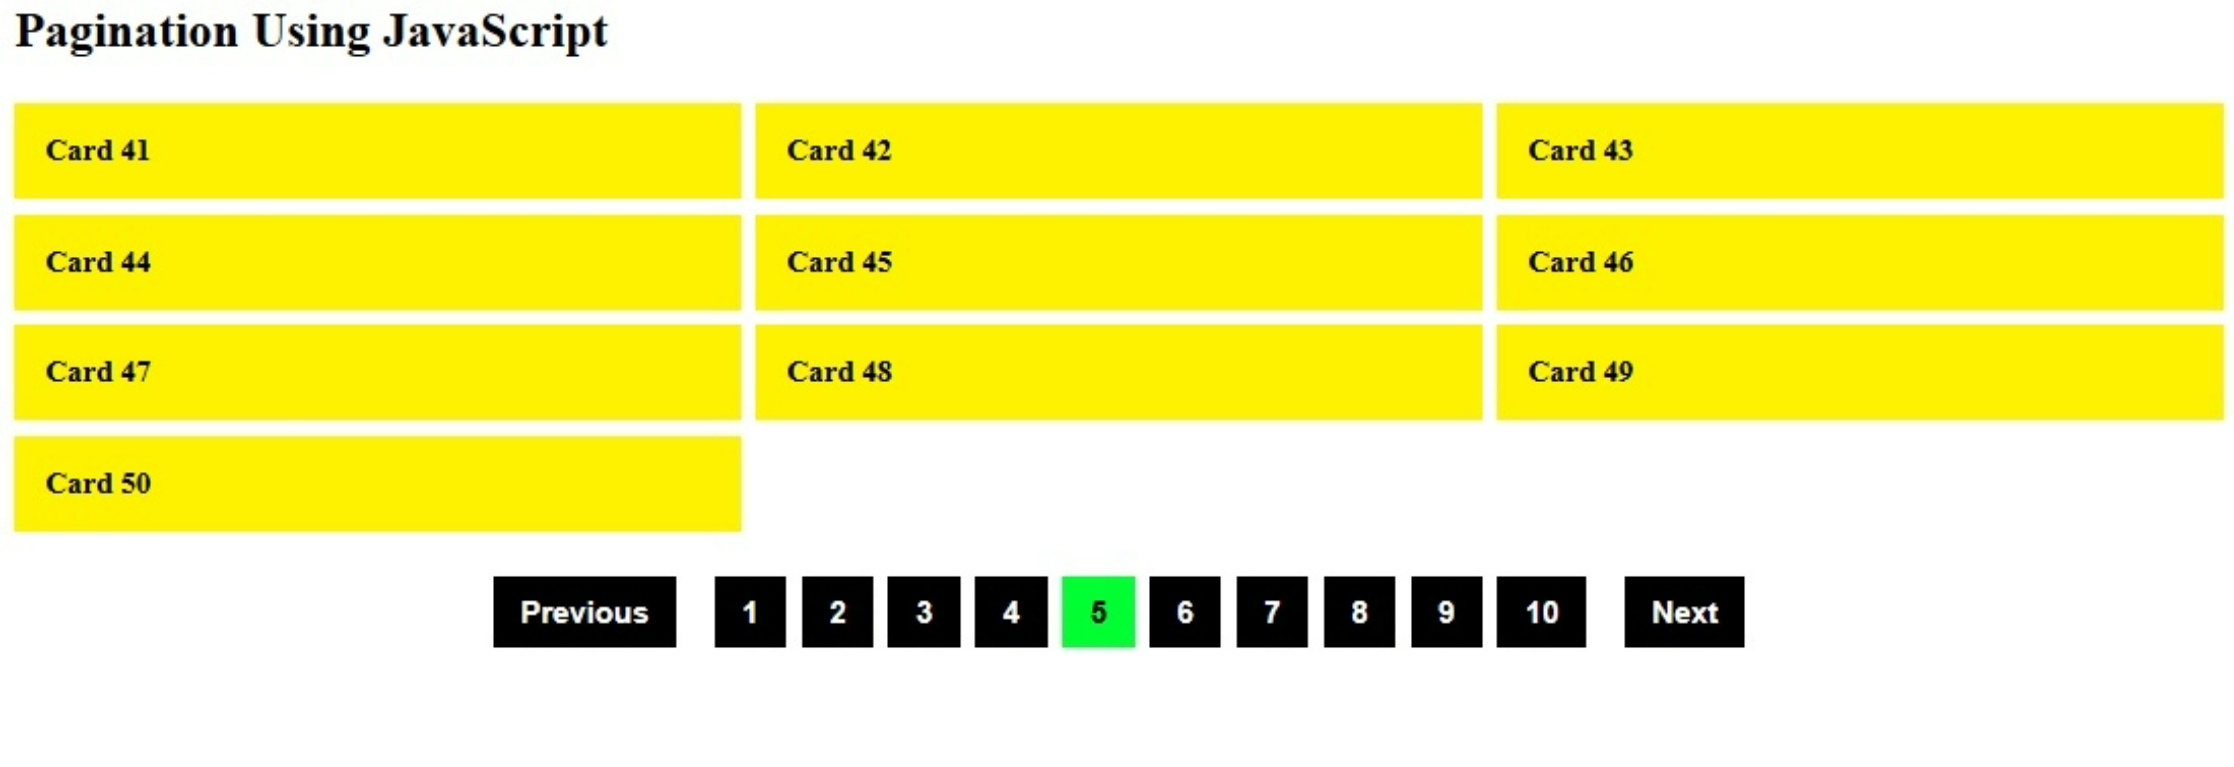 Pagination Using JavaScript
Card 41 Card 42 Card 43
Card 44 Card 45 Card 46
Card 47 Card 48 Card 49
Card 50
Previous 1 2 3 4 5 6 7 8 9 10 Next